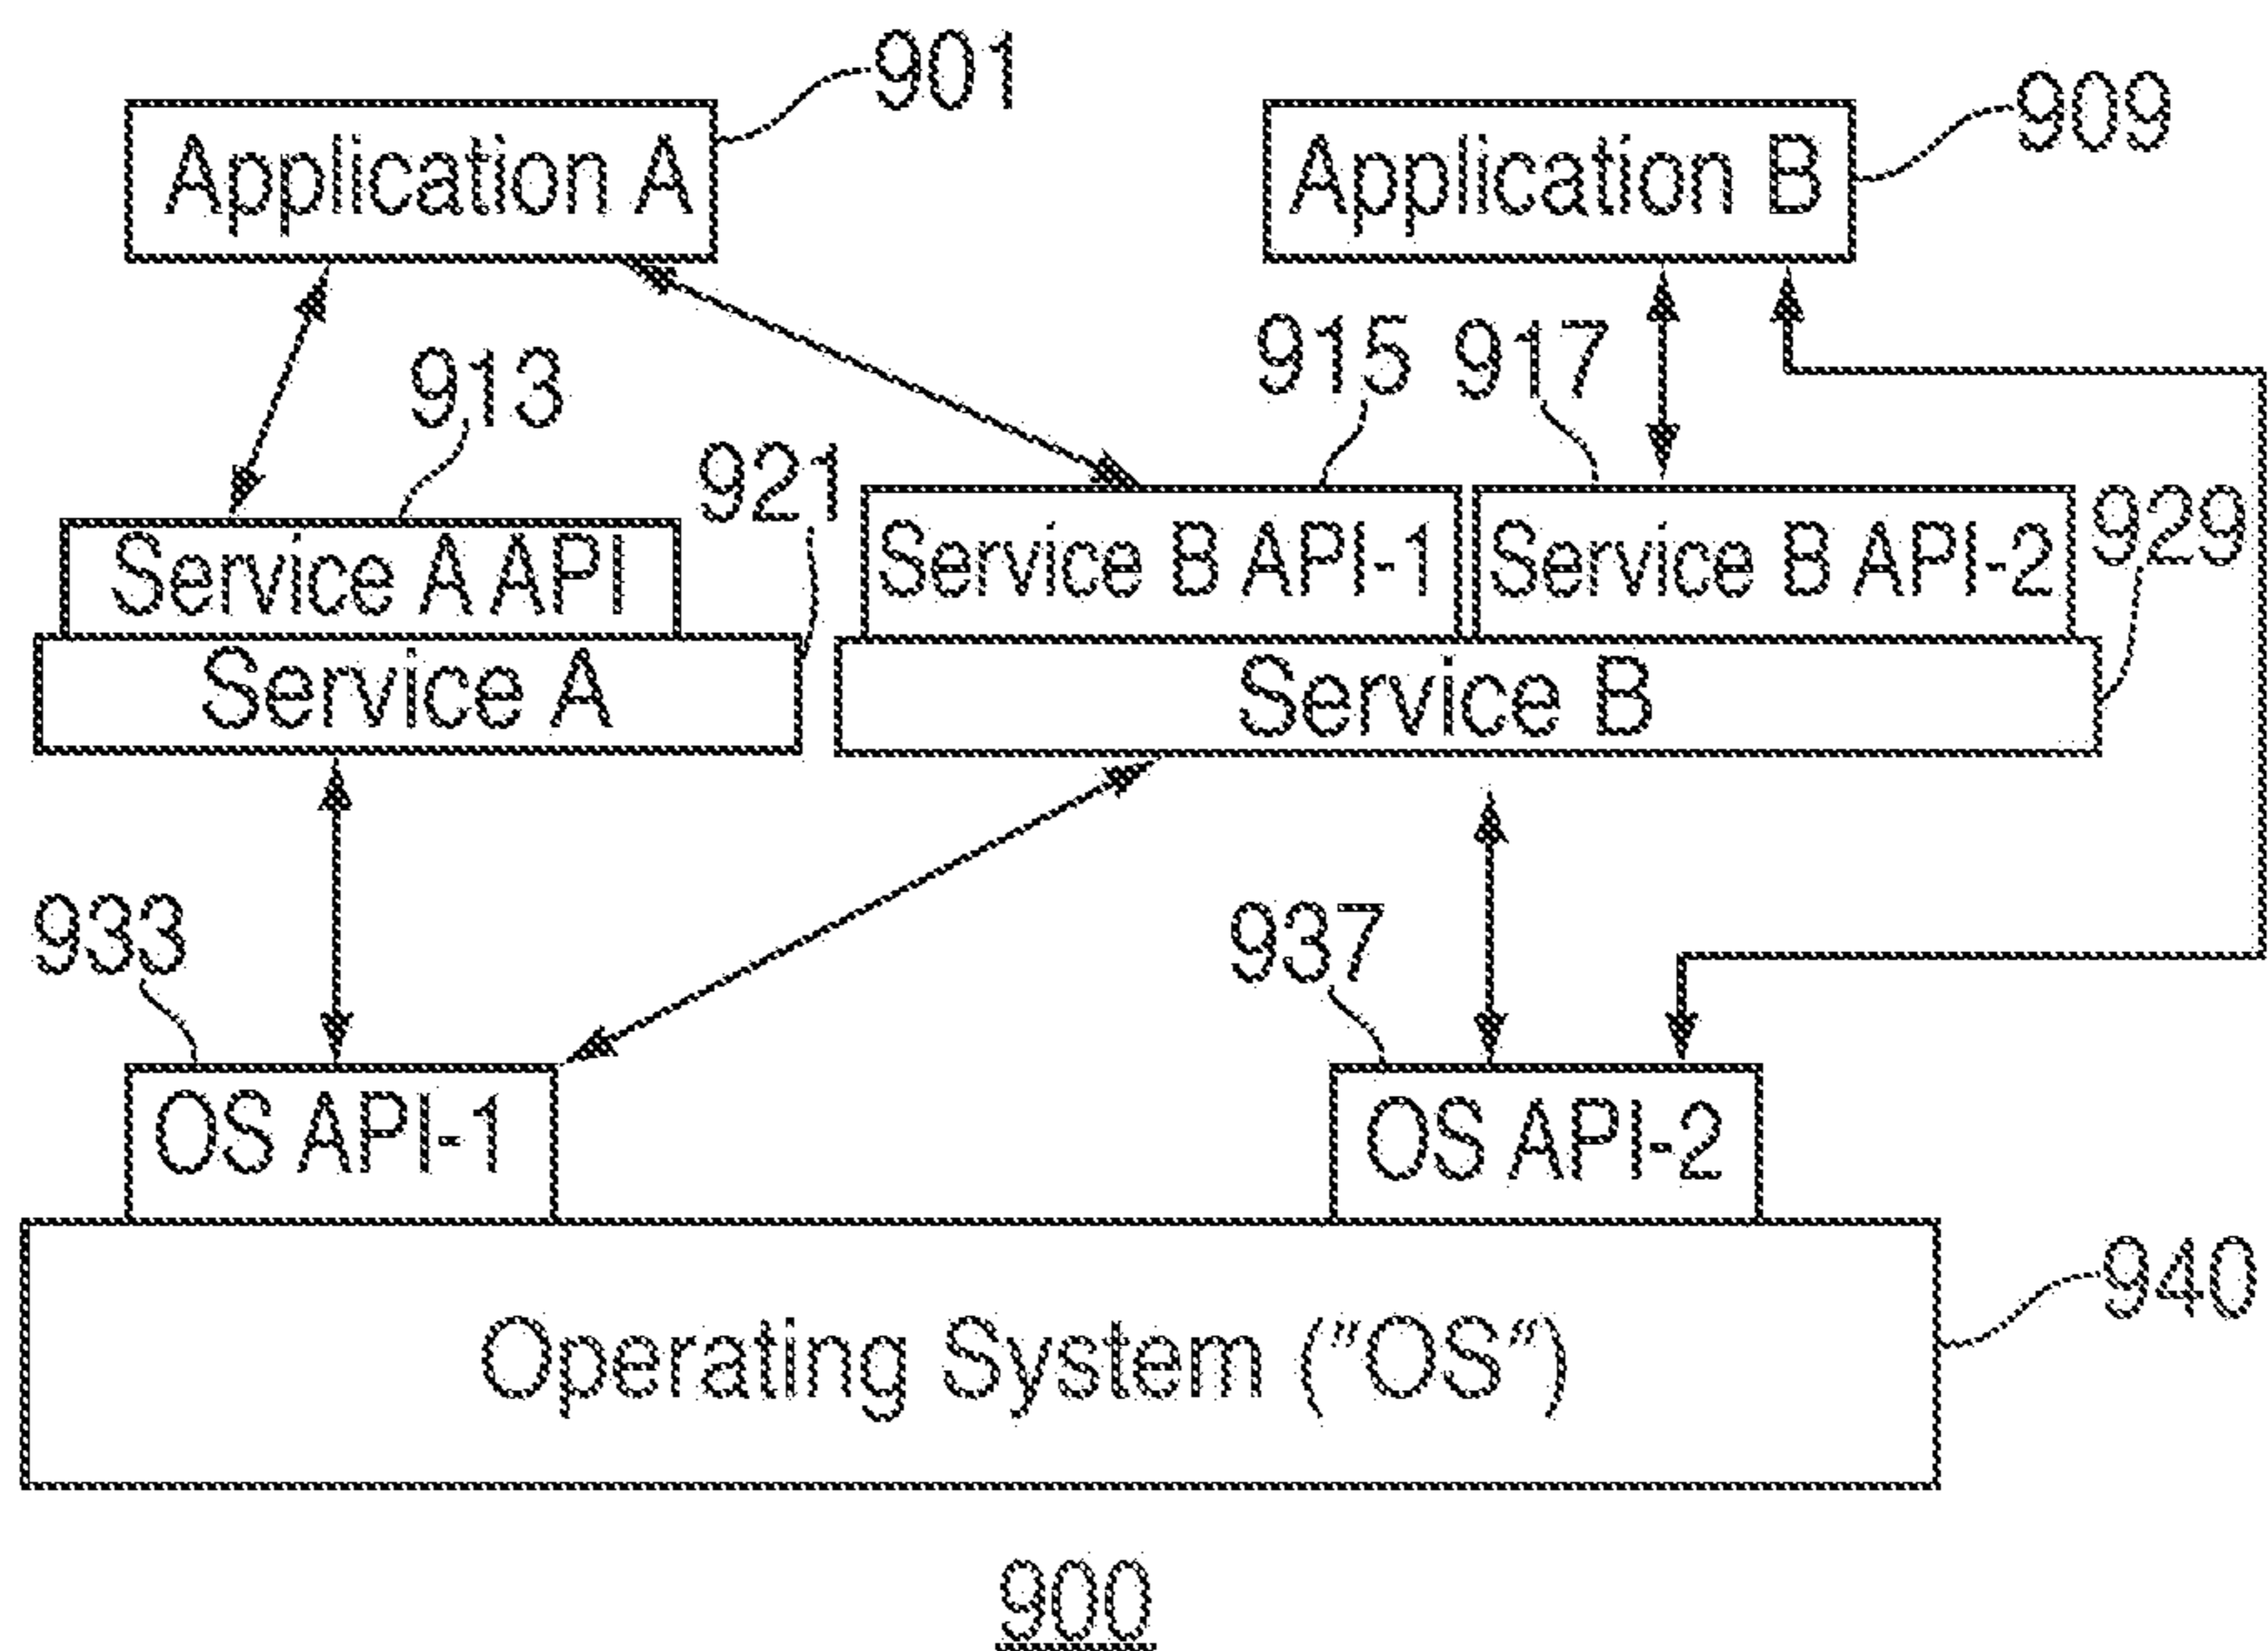 901
909
Application A
Application B
913
915
917
921
929
Service A API
Service B API-1
Service B API-2
Service A
Service B
933
937
OS API-1
OS API-2
940
Operating System ("OS")
900